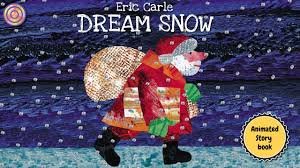 Eric Carle
DREAM SNOW
Animated
Story
book